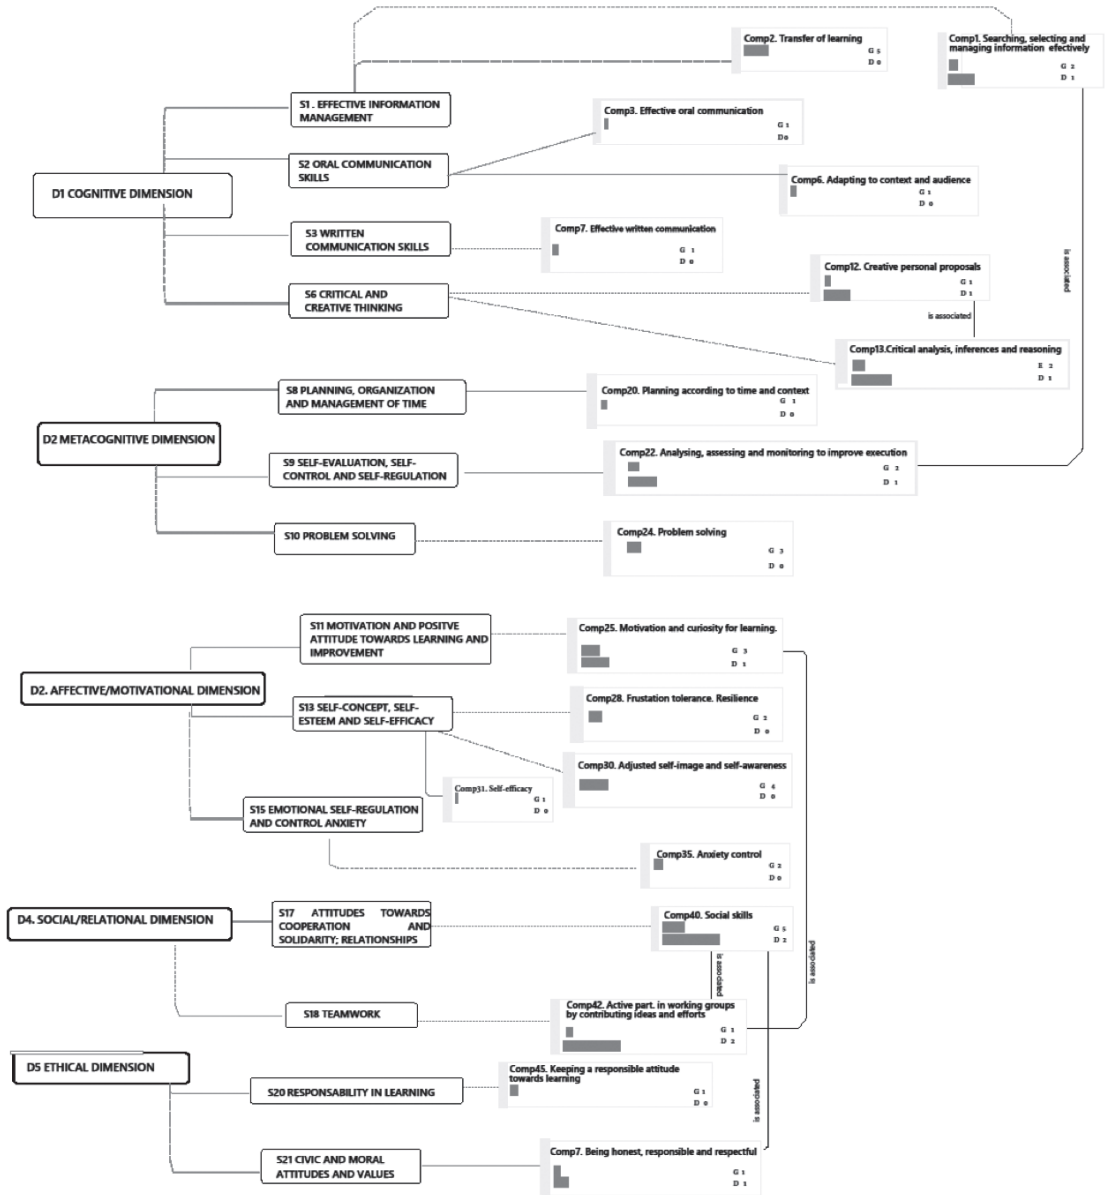 Comp2. Transfer of learning
G 5
D 0
Comp1. Searching, selecting and
managing information efectively
G 2
D 1
S1 . EFFECTIVE INFORMATION
MANAGEMENT
Comp3. Effective oral communication
G 1
D0
S2 ORAL COMMUNICATION
SKILLS
Comp6. Adapting to context and audience
G 1
D 0
D1 COGNITIVE DIMENSION
S3 WRITTEN
COMMUNICATION SKILLS
Comp7. Effective written communication
G 1
D 0
is associated
Comp12. Creative personal proposals
G 1
D 1
S6 CRITICAL AND
CREATIVE THINKING
is associated
Comp13.Critical analysis, inferences and reasoning
E 2
D 1
S8 PLANNING, ORGANIZATION
AND MANAGEMENT OF TIME
Comp20. Planning according to time and context
G 1
D 0
D2 METACOGNITIVE DIMENSION
S9 SELF-EVALUATION, SELF-
CONTROL AND SELF-REGULATION
Comp22. Analysing, assessing and monitoring to improve execution
G 2
D 1
S10 PROBLEM SOLVING
Comp24. Problem solving
G 2
D 0
S11 MOTIVATION AND POSITVE
ATTITUDE TOWARDS LEARNING AND
IMPROVEMENT
Comp25. Motivation and curiosity for learning.
G 3
D 1
D2. AFFECTIVE/MOTIVATIONAL DIMENSION
S13 SELF-CONCEPT, SELF-
ESTEEM AND SELF-EFFICACY
Comp28. Frustation tolerance. Resilience
G 2
D 0
Comp30. Adjusted self-image and self-awareness
G 4
D 0
Comp31. Self-efficacy
G 1
D 0
S15 EMOTIONAL SELF-REGULATION
AND CONTROL ANXIETY
Comp35. Anxiety control
G 2
D 0
D4. SOCIAL/RELATIONAL DIMENSION
S17 ATTITUDES TOWARDS
COOPERATION AND
SOLIDARITY; RELATIONSHIPS
Comp40. Social skills
G 5
D 2
is associated
is associated
S18 TEAMWORK
Comp42. Active part. in working groups
by contributing ideas and efforts
G 1
D 2
D5 ETHICAL DIMENSION
S20 RESPONSABILITY IN LEARNING
Comp45. Keeping a responsible attitude
towards learning
G 1
D 0
is associated
S21 CIVIC AND MORAL
ATTITUDES AND VALUES
Comp7. Being honest, responsible and respectful
G 1
D 1